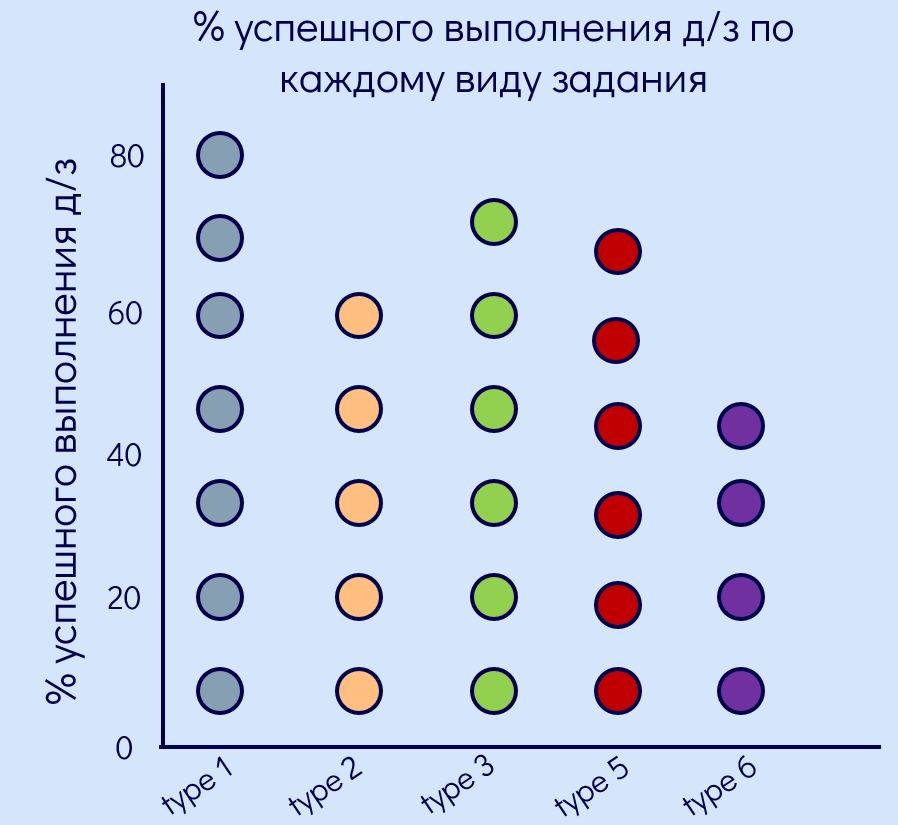 % успешного выполнения д/з по
каждому виду задания
% успешного выполнения д/з
80
60
40
20
0
type 1
type 2
type 3
type 5
type 6